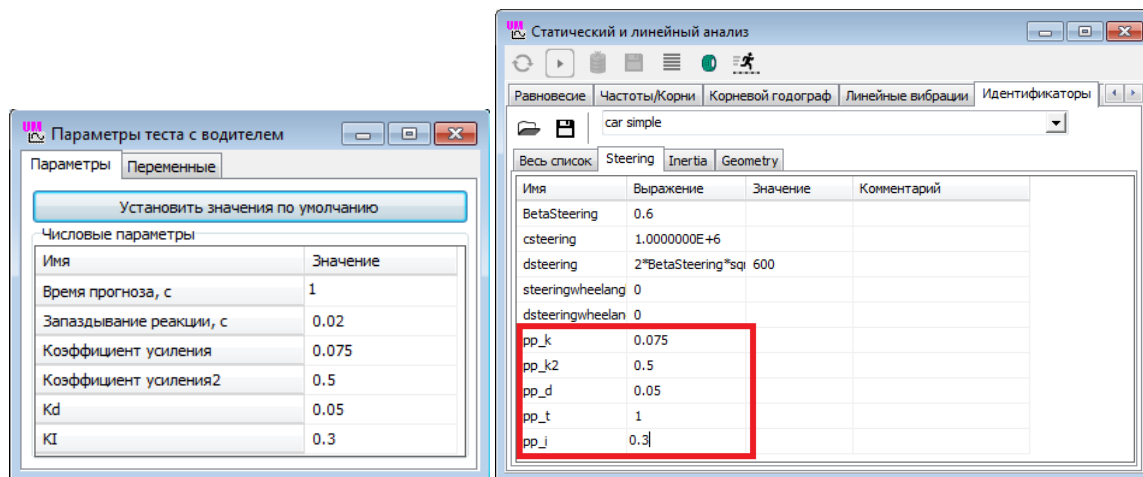 UM Параметры теста с водителем
Параметры Переменные
Установить значения по умолчанию
Числовые параметры
Имя Значение
Время прогноза, с 1
Запаздывание реакции, с 0.02
Коэффициент усиления 0.075
Коэффициент усиления2 0.5
Kd 0.05
KI 0.3
UM Статический и линейный анализ
Равновесие Частоты/Корни Корневой годограф Линейные вибрации Идентификаторы
car simple
Весь список Steering Inertia Geometry
Имя Выражение Значение Комментарий
BetaSteering 0.6
csteering 1.0000000E+6
dsteering 2*BetaSteering*sqr 600
steeringwheelang 0
dsteeringwheelan 0
pp_k 0.075
pp_k2 0.5
pp_d 0.05
pp_t 1
pp_i 0.3